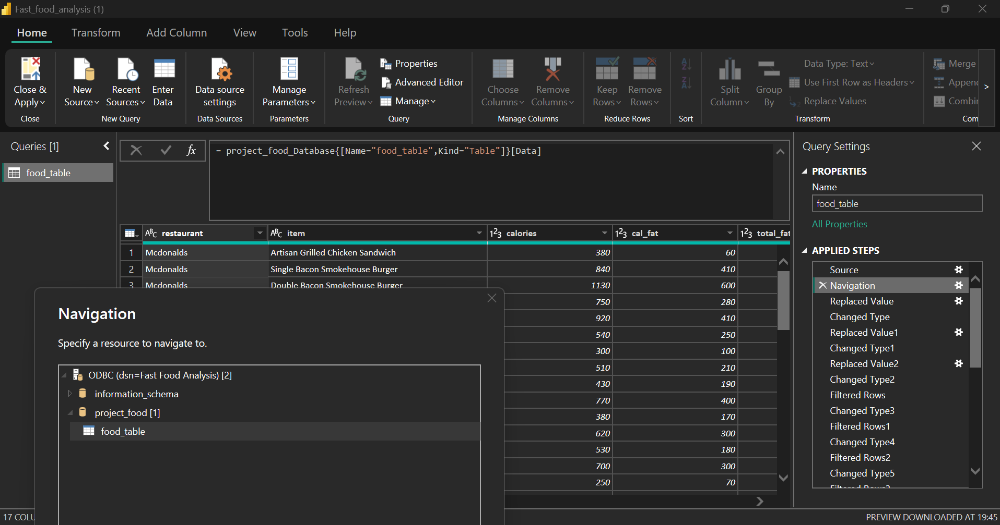 Fast_food_analysis (1)
Home Transform Add Column View Tools Help
Close & Apply
Close
New Source
Recent Sources
Enter Data
New Query
Data source settings
Data Sources
Manage Parameters
Parameters
Refresh Preview
Properties
Advanced Editor
Manage
Query
Choose Columns
Remove Columns
Manage Columns
Keep Rows
Remove Rows
Reduce Rows
Sort
Split Column
Group By
Data Type: Text
Use First Row as Headers
Replace Values
Transform
Merge
Appen
Combi
Com
Queries [1]
food_table
fx
= project_food_Database{[Name="food_table",Kind="Table"]}[Data]
ABC restaurant ABC item 123 calories 123 cal_fat 123 total_fat
1 Mcdonalds Artisan Grilled Chicken Sandwich 380 60
2 Mcdonalds Single Bacon Smokehouse Burger 840 410
3 Mcdonalds Double Bacon Smokehouse Burger 1130 600
750 280
920 410
540 250
300 100
510 210
430 190
770 400
380 170
620 300
530 180
700 300
250 70
Navigation
Specify a resource to navigate to.
ODBC (dsn=Fast Food Analysis) [2]
information_schema
project_food [1]
food_table
Query Settings
PROPERTIES
Name
food_table
All Properties
APPLIED STEPS
Source
Navigation
Replaced Value
Changed Type
Replaced Value1
Changed Type1
Replaced Value2
Changed Type2
Filtered Rows
Changed Type3
Filtered Rows1
Changed Type4
Filtered Rows2
Changed Type5
17 COLU
PREVIEW DOWNLOADED AT 19:45